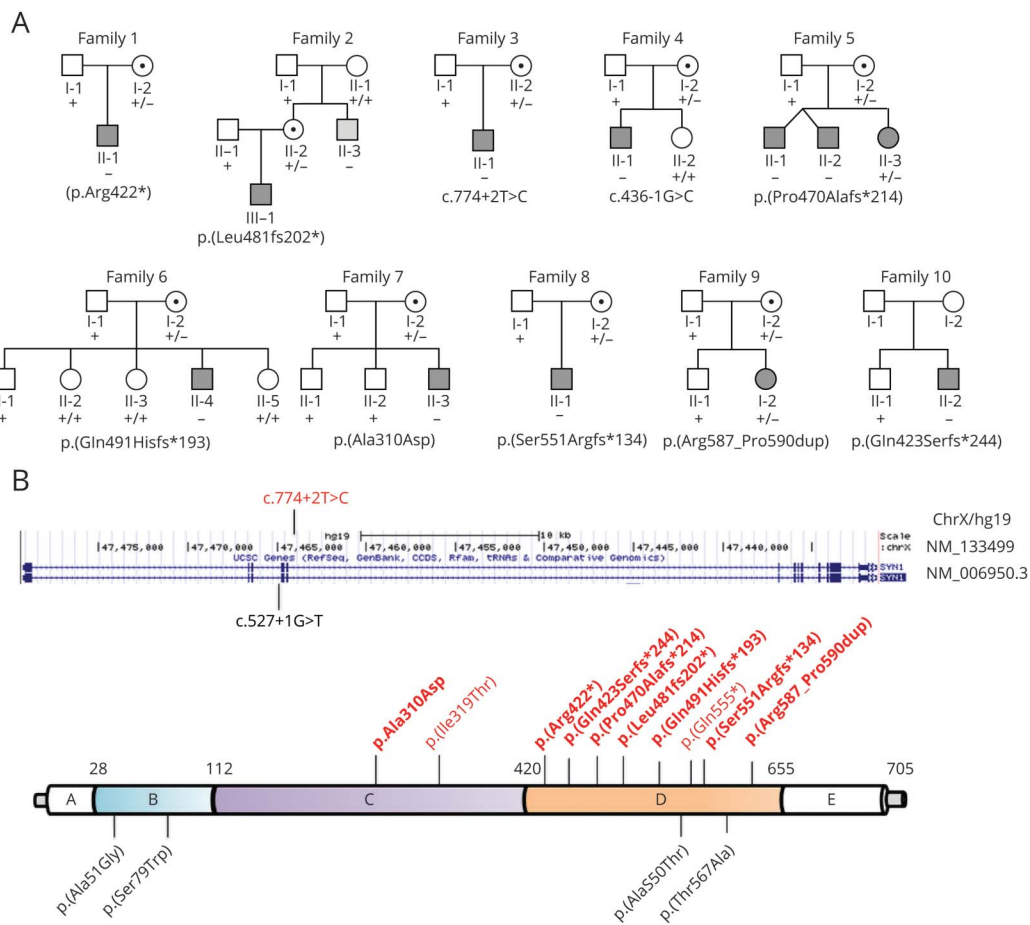 A
Family 1
Family 2
Family 3
Family 4
Family 5
I-1
I-2
I-1
II-1
I-1
II-2
I-1
I-2
I-1
I-2
+
+/–
+
+/+
+
+/–
+
+/–
+
+/–
II-1
–
(p.Arg422*)
II–1
II-2
II-3
+
+/–
–
III–1
–
p.(Leu481fs202*)
II-1
–
c.774+2T>C
II-1
II-2
–
+/+
c.436-1G>C
II-1
II-2
II-3
–
–
+/–
p.(Pro470Alafs*214)
Family 6
Family 7
Family 8
Family 9
Family 10
I-1
I-2
I-1
I-2
I-1
I-2
I-1
I-2
I-1
I-2
+
+/–
+
+/–
+
+/–
+
+/–
I-1
II-2
II-3
II-4
II-5
+
+/+
+/+
–
+/+
p.(Gln491Hisfs*193)
II-1
II-2
II-3
+
+
–
p.(Ala310Asp)
II-1
–
p.(Ser551Argfs*134)
II-1
I-2
+
+/–
p.(Arg587_Pro590dup)
II-1
II-2
+
–
p.(Gln423Serfs*244)
B
c.774+2T>C
ChrX/hg19
hg19
10 kb
Scale
47,475,000
47,470,000
47,465,000
47,460,000
47,455,000
47,450,000
47,445,000
47,440,000
:chrX
NM_133499
UCSC Genes (RefSeq, GenBank, CCDS, Rfam, tRNAs & Comparative Genomics)
SYN1
SYN1
NM_006950.3
c.527+1G>T
p.Ala310Asp
p.(Ile319Thr)
p.(Arg422*)
p.(Gln423Serfs*244)
p.(Pro470Alafs*214)
p.(Leu481fs202*)
p.(Gln491Hisfs*193)
p.(Gln555*)
p.(Ser551Argfs*134)
p.(Arg587_Pro590dup)
28
112
420
655
705
A
B
C
D
E
p.(Ala51Gly)
p.(Ser79Trp)
p.(AlaS50Thr)
p.(Thr567Ala)